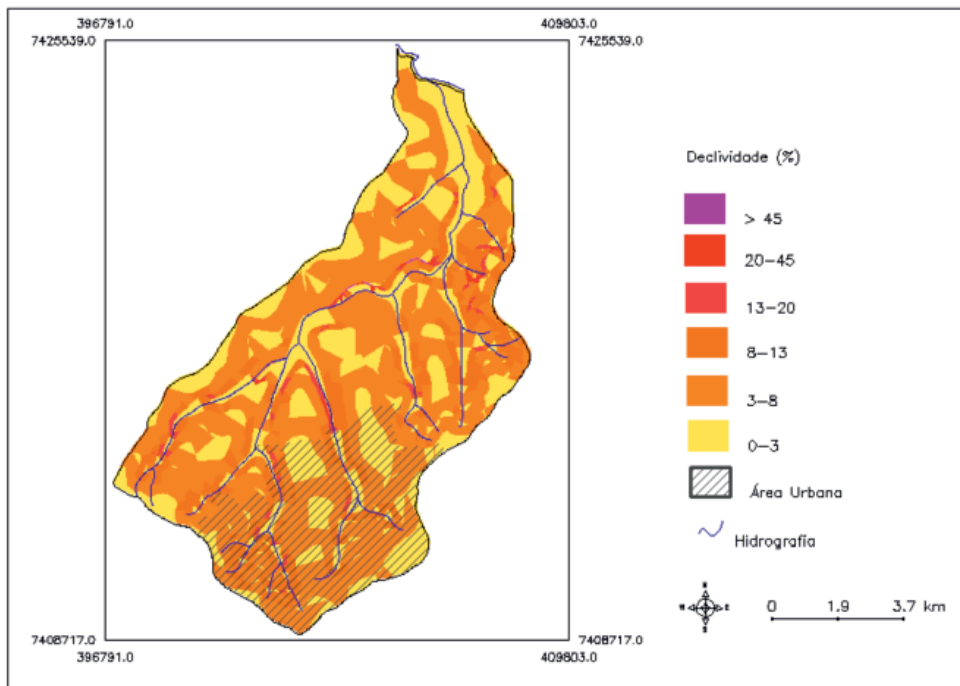 396791.0 409803.0
7425539.0 7425539.0
Declividade (%)
> 45
20–45
13–20
8–13
3–8
0–3
Área Urbana
Hidrografia
N
E
S
0 1.9 3.7 km
7408717.0 7408717.0
396791.0 409803.0